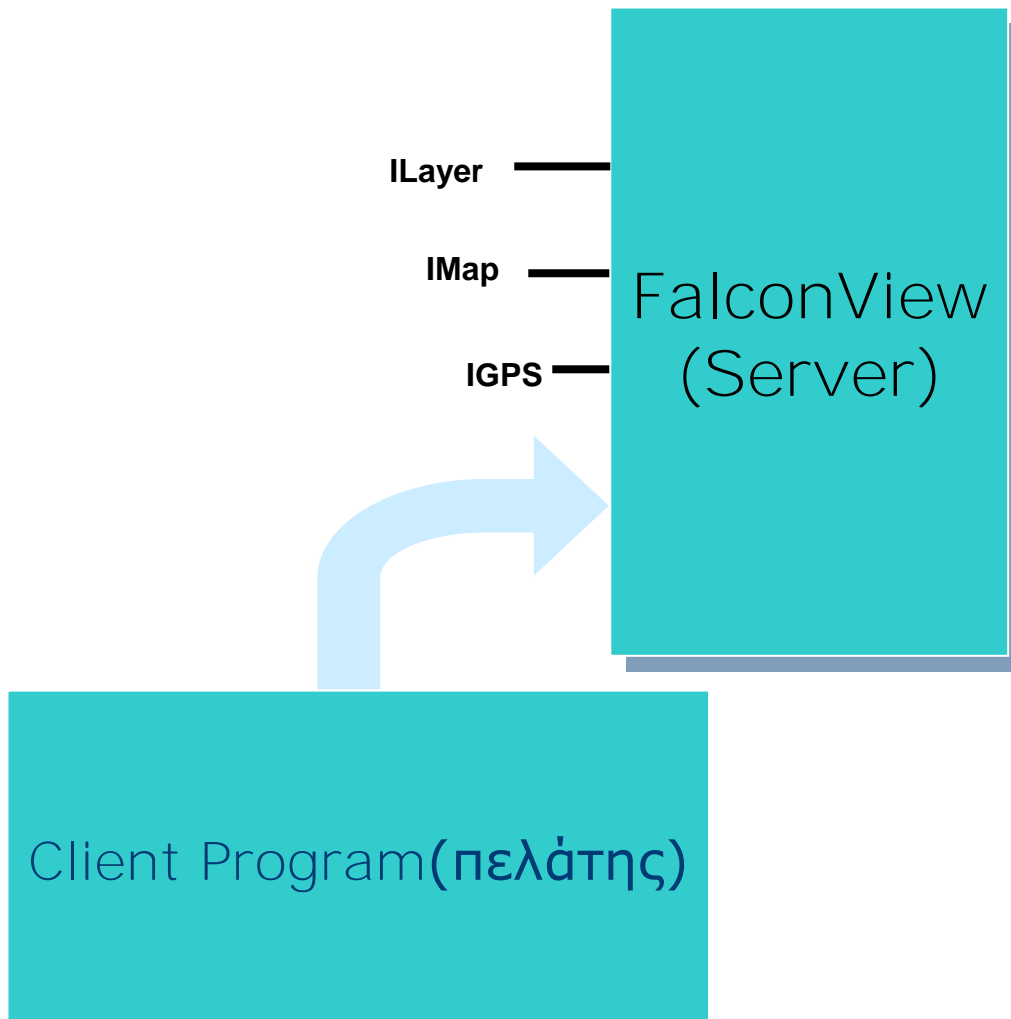 ILayer
IMap
IGPS
FalconView
(Server)
Client Program(πελάτης)